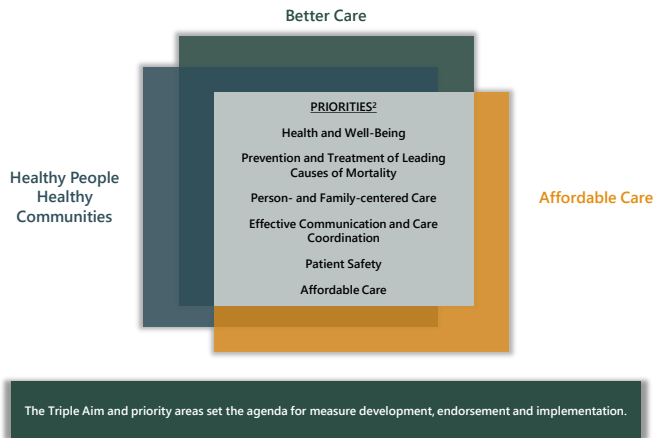 Better Care
PRIORITIES²
Health and Well-Being
Prevention and Treatment of Leading
Causes of Mortality
Person- and Family-centered Care
Effective Communication and Care
Coordination
Patient Safety
Affordable Care
Healthy People
Healthy
Communities
Affordable Care
The Triple Aim and priority areas set the agenda for measure development, endorsement and implementation.